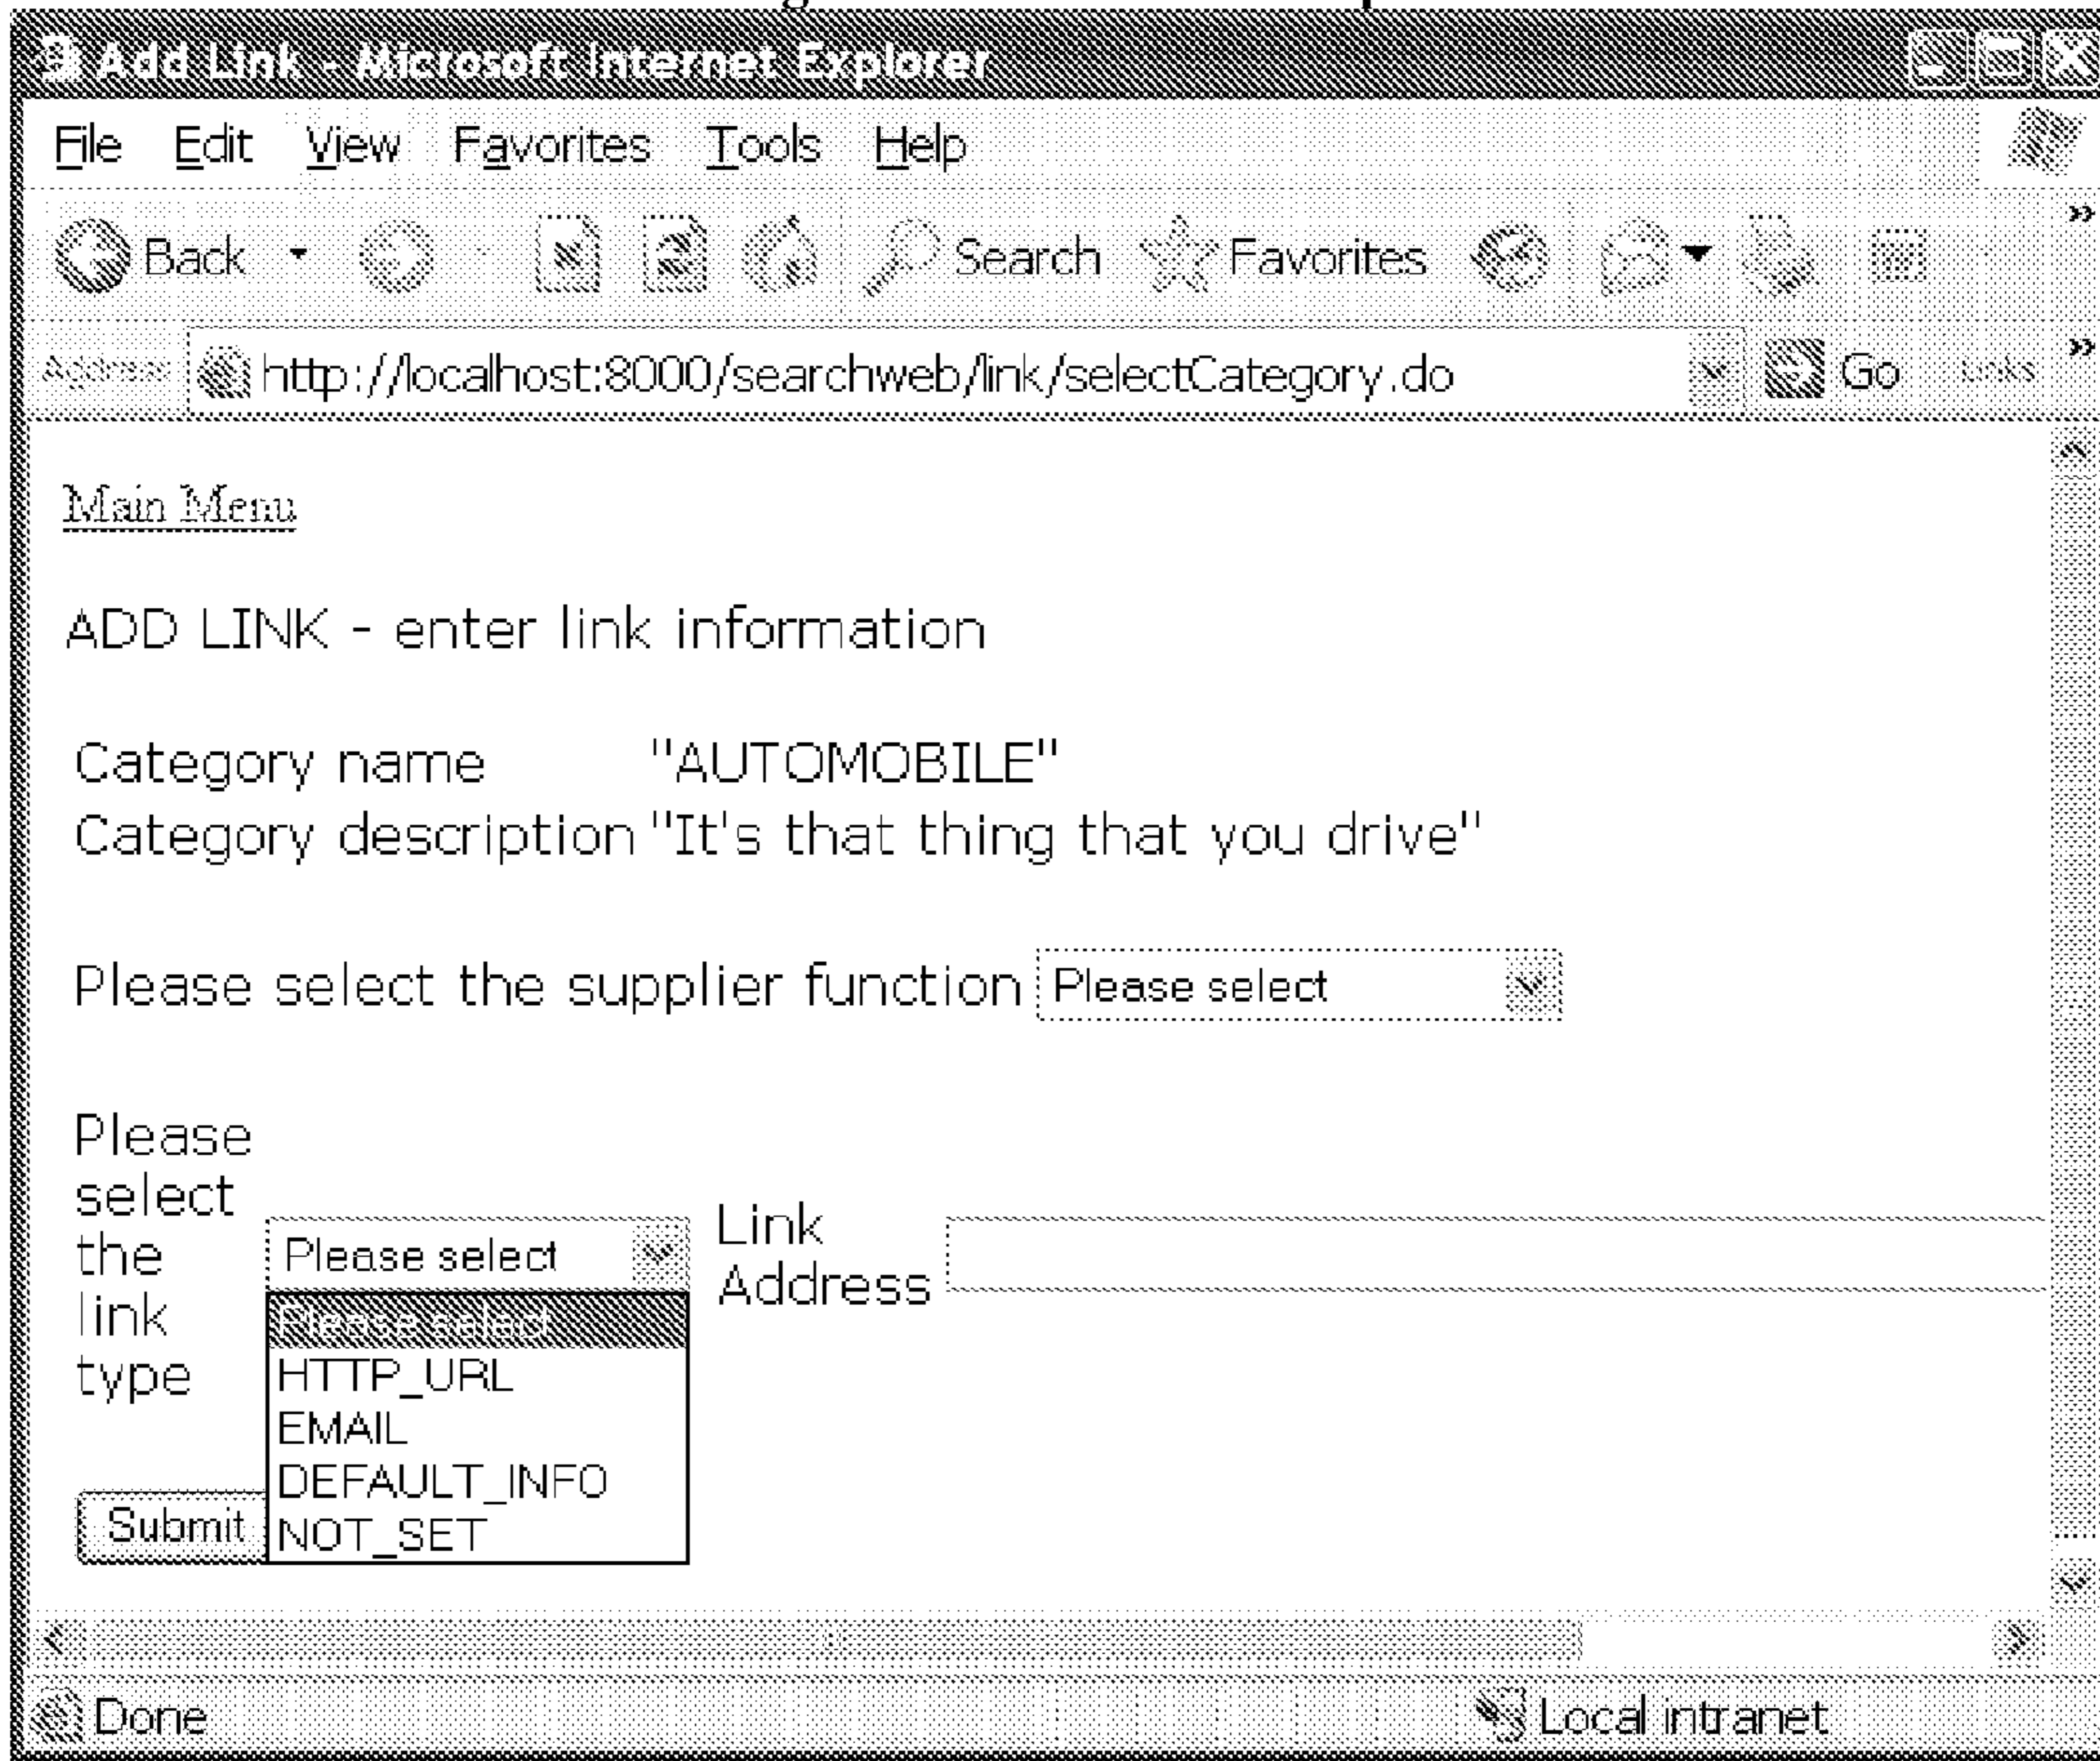 Add Link - Microsoft Internet Explorer
File Edit View Favorites Tools Help
Back Search Favorites »
Address http://localhost:8000/searchweb/link/selectCategory.do Go Links »
Main Menu
ADD LINK - enter link information
Category name "AUTOMOBILE"
Category description "It's that thing that you drive"
Please select the supplier function Please select
Please
select
the
link
type
Please select
Link
Address
Please select
HTTP_URL
EMAIL
DEFAULT_INFO
NOT_SET
Submit
Done Local intranet